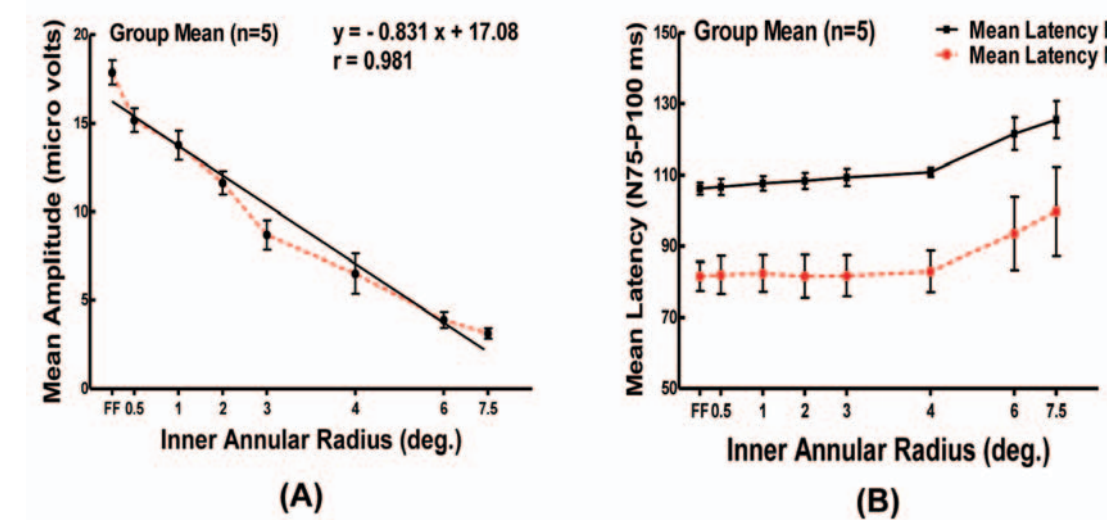 Group Mean (n=5)
y = - 0.831 x + 17.08
r = 0.981
Mean Amplitude (micro volts)
20
15
10
5
0
FF 0.5 1 2 3 4 6 7.5
Inner Annular Radius (deg.)
(A)
Group Mean (n=5)
Mean Latency
Mean Latency
Mean Latency (N75-P100 ms)
150
130
110
90
70
50
FF 0.5 1 2 3 4 6 7.5
Inner Annular Radius (deg.)
(B)